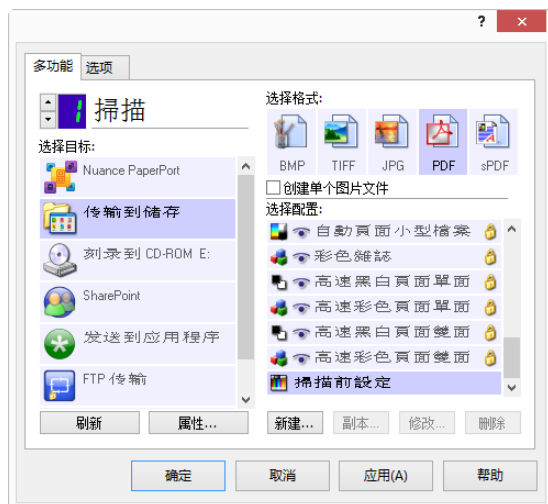 ?
×
多功能
选项
1
掃描
选择目标:
Nuance PaperPort
传输到储存
刻录到 CD-ROM E:
SharePoint
发送到应用程序
FTP 传输
刷新
属性...
选择格式:
BMP
TIFF
JPG
PDF
sPDF
创建单个图片文件
选择配置:
自動頁面小型檔案
彩色雜誌
高速黑白頁面單面
高速彩色頁面單面
高速黑白頁面雙面
高速彩色頁面雙面
掃描前設定
新建...
副本...
修改...
删除
确定
取消
应用(A)
帮助